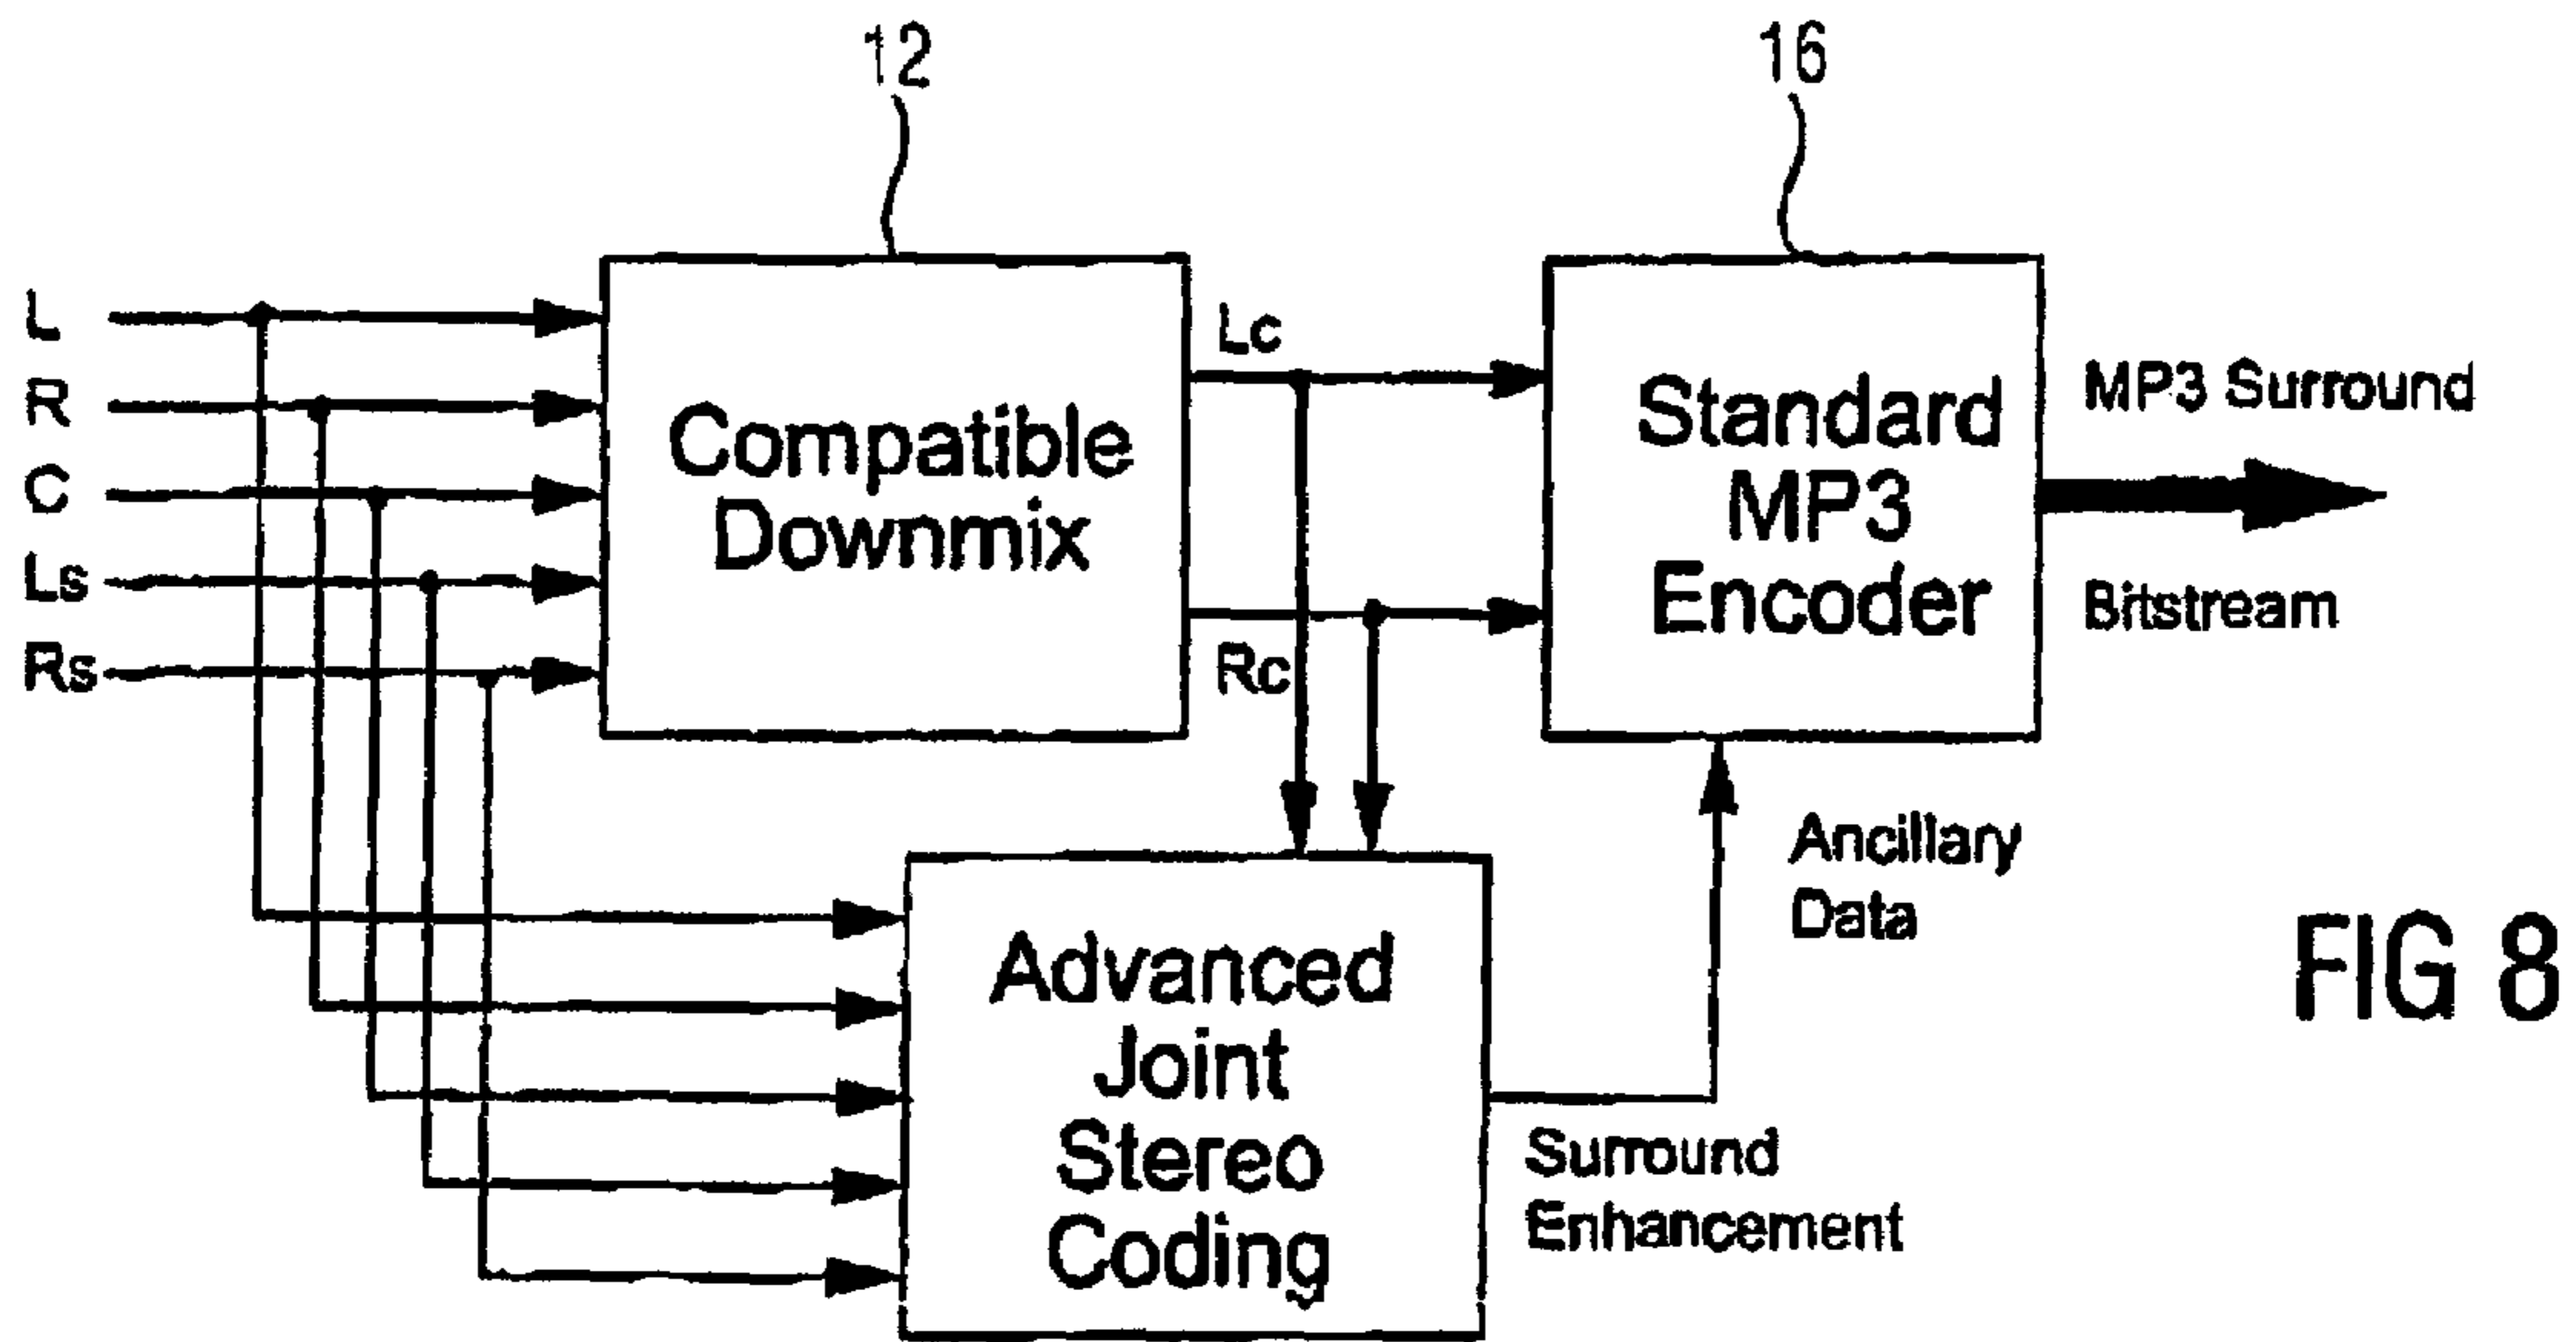 12
16
L
R
C
Ls
Rs
Compatible
Downmix
Lc
Rc
Standard
MP3
Encoder
MP3 Surround
Bitstream
Ancillary
Data
Advanced
Joint
Stereo
Coding
Surround
Enhancement
FIG 8